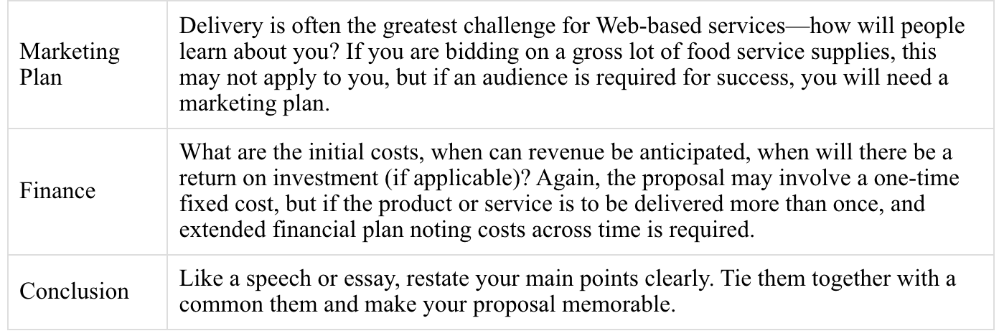 Marketing
Plan
Delivery is often the greatest challenge for Web-based services—how will people
learn about you? If you are bidding on a gross lot of food service supplies, this
may not apply to you, but if an audience is required for success, you will need a
marketing plan.
Finance
What are the initial costs, when can revenue be anticipated, when will there be a
return on investment (if applicable)? Again, the proposal may involve a one-time
fixed cost, but if the product or service is to be delivered more than once, and
extended financial plan noting costs across time is required.
Conclusion
Like a speech or essay, restate your main points clearly. Tie them together with a
common them and make your proposal memorable.